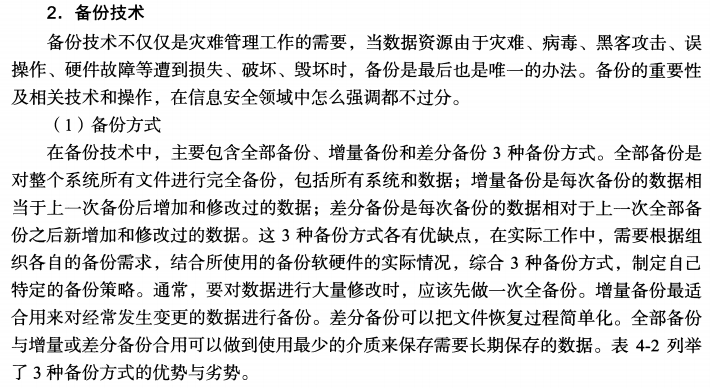 2．备份技术
备份技术不仅仅是灾难管理工作的需要，当数据资源由于灾难、病毒、黑客攻击、误
操作、硬件故障等遭到损失、破坏、毁坏时，备份是最后也是唯一的办法。备份的重要性
及相关技术和操作，在信息安全领域中怎么强调都不过分。
（1）备份方式
在备份技术中，主要包含全部备份、增量备份和差分备份 3 种备份方式。全部备份是
对整个系统所有文件进行完全备份，包括所有系统和数据；增量备份是每次备份的数据相
当于上一次备份后增加和修改过的数据；差分备份是每次备份的数据相对于上一次全部备
份之后新增加和修改过的数据。这 3 种备份方式各有优缺点，在实际工作中，需要根据组
织各自的备份需求，结合所使用的备份软硬件的实际情况，综合 3 种备份方式，制定自己
特定的备份策略。通常，要对数据进行大量修改时，应该先做一次全备份。增量备份最适
合用来对经常发生变更的数据进行备份。差分备份可以把文件恢复过程简单化。全部备份
与增量或差分备份合用可以做到使用最少的介质来保存需要长期保存的数据。表 4-2 列举
了 3 种备份方式的优势与劣势。